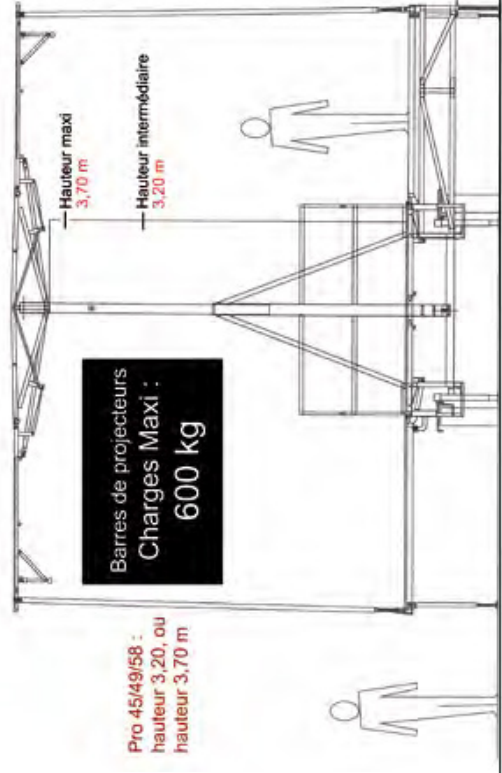 Pro 45/49/58 :
hauteur 3,20, ou
hauteur 3,70 m
Barres de projecteurs
Charges Maxi :
600 kg
Hauteur maxi
3,70 m
Hauteur intermédiaire
3,20 m